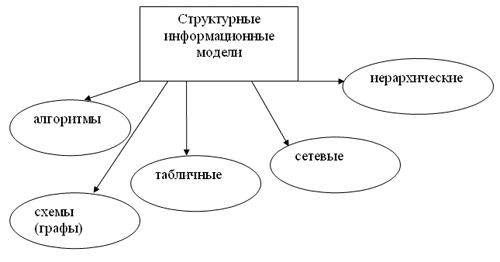 Структурные
информационные
модели
иерархические
алгоритмы
сетевые
табличные
схемы
(графы)